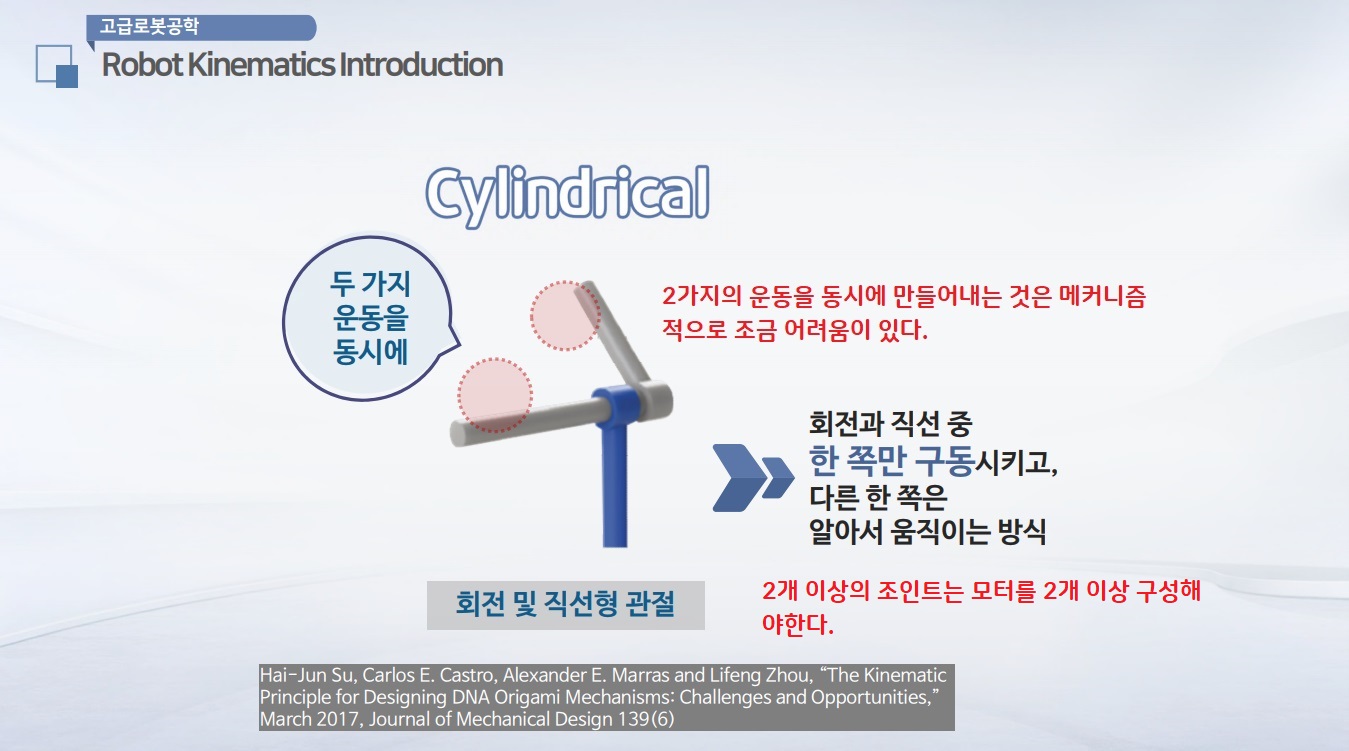 고급로봇공학
Robot Kinematics Introduction
Cylindrical
두 가지
운동을
동시에
2가지의 운동을 동시에 만들어내는 것은 메커니즘
적으로 조금 어려움이 있다.
회전과 직선 중
한 쪽만 구동시키고,
다른 한 쪽은
알아서 움직이는 방식
회전 및 직선형 관절
2개 이상의 조인트는 모터를 2개 이상 구성해
야한다.
Hai-Jun Su, Carlos E. Castro, Alexander E. Marras and Lifeng Zhou, “The Kinematic
Principle for Designing DNA Origami Mechanisms: Challenges and Opportunities,”
March 2017, Journal of Mechanical Design 139(6)